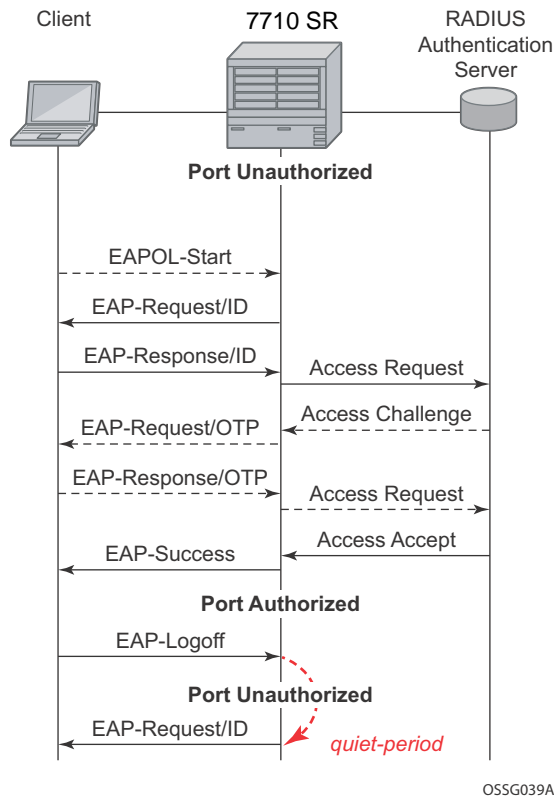 Client
7710 SR
RADIUS
Authentication
Server
Port Unauthorized
EAPOL-Start
EAP-Request/ID
EAP-Response/ID
Access Request
Access Challenge
EAP-Request/OTP
EAP-Response/OTP
Access Request
Access Accept
EAP-Success
Port Authorized
EAP-Logoff
Port Unauthorized
EAP-Request/ID
quiet-period
OSSG039A